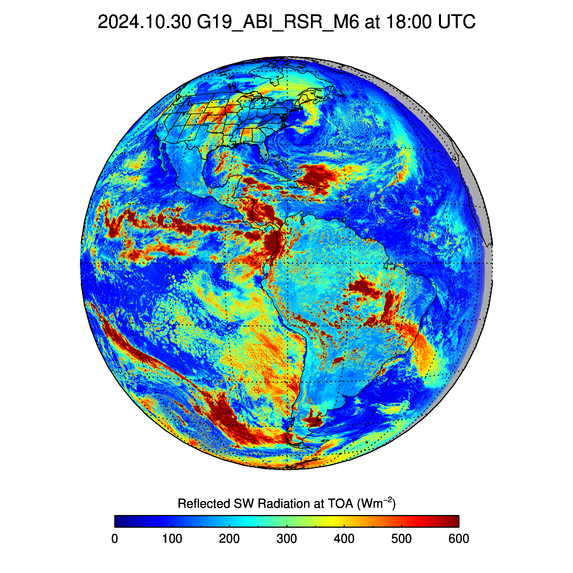 2024.10.30 G19_ABI_RSR_M6 at 18:00 UTC
Reflected SW Radiation at TOA (Wm⁻²)
0 100 200 300 400 500 600